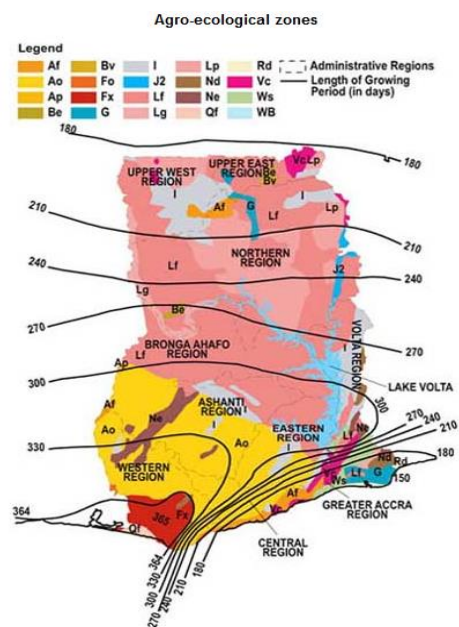 Agro-ecological zones
Legend
Af Bv I Lp Rd
Ao Fo J2 Nd Vc
Ap Fx Lf Ne Ws
Be G Lg Qf WB
Administrative Regions
Length of Growing
Period (in days)
180
180
Vc Lp
UPPER WEST
REGION
UPPER EAST
REGION
Be
Bv
I
I
Af
G
Lf
Lp
210
210
NORTHERN
REGION
Lf
J2
240
240
Lg
Be
270
270
BRONGA AHAFO
REGION
Lf
Ap
I
VOLTA REGION
LAKE VOLTA
300
300
Af
Ne
ASHANTI
REGION
I
I
Ao
Ao
EASTERN
REGION
I
Ne
Lf
270
240
210
330
WESTERN
REGION
180
Nd
Rd
Vc
Ws
Lf
G
150
Af
Vc
GREATER ACCRA
REGION
365
Fx
364
Qf
CENTRAL
REGION
364
330
300
270
240
210
180